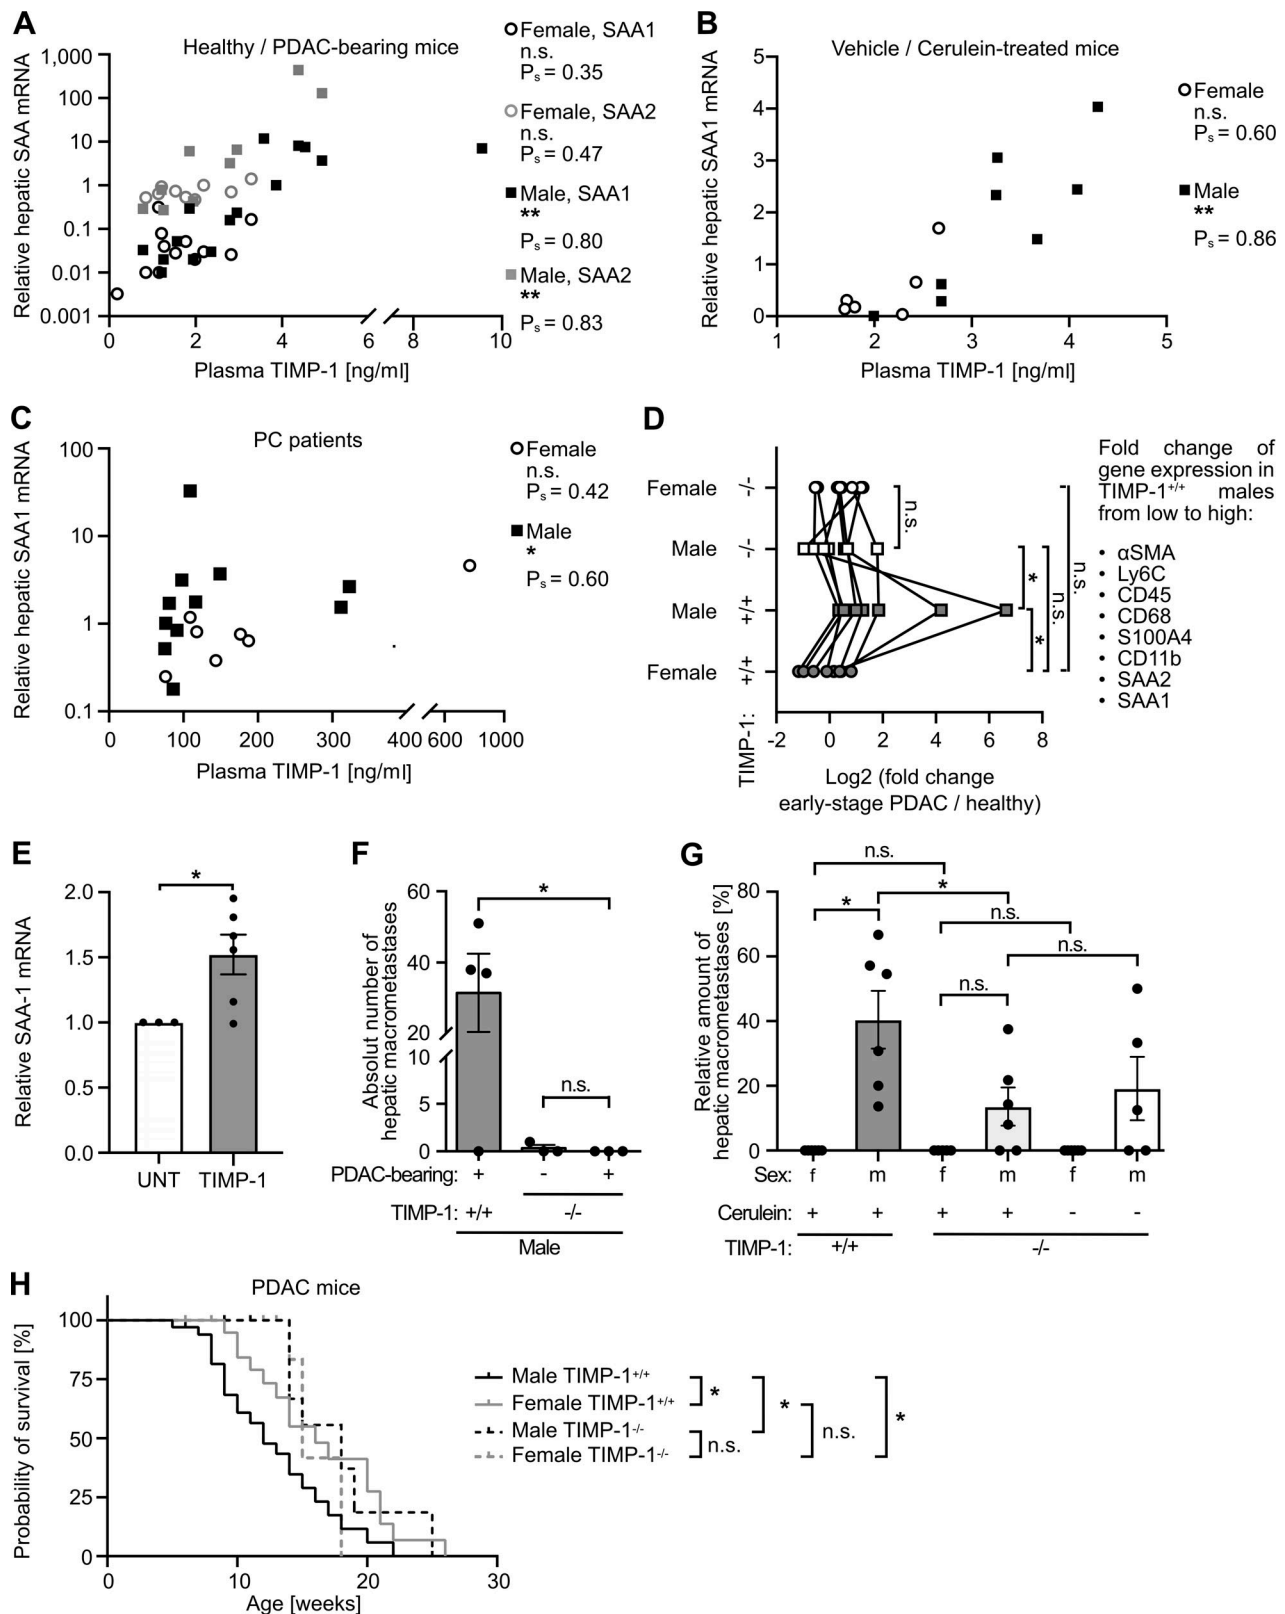 A
Healthy / PDAC-bearing mice
Relative hepatic SAA mRNA
1,000
100
10
1
0.1
0.01
0.001
0
2
4
6
8
10
Plasma TIMP-1 [ng/ml]
Female, SAA1
n.s.
Ps = 0.35
Female, SAA2
n.s.
Ps = 0.47
Male, SAA1
**
Ps = 0.80
Male, SAA2
**
Ps = 0.83
B
Vehicle / Cerulein-treated mice
Relative hepatic SAA1 mRNA
5
4
3
2
1
0
1
2
3
4
5
Plasma TIMP-1 [ng/ml]
Female
n.s.
Ps = 0.60
Male
**
Ps = 0.86
C
PC patients
Relative hepatic SAA1 mRNA
100
10
1
0.1
0
100
200
300
400
600
1000
Plasma TIMP-1 [ng/ml]
Female
n.s.
Ps = 0.42
Male
*
Ps = 0.60
D
Female -/-
Male -/-
Male +/+
Female +/+
TIMP-1:
n.s.
*
*
n.s.
n.s.
-2
0
2
4
6
8
Log2 (fold change
early-stage PDAC / healthy)
Fold change of
gene expression in
TIMP-1+/+ males
from low to high:
• αSMA
• Ly6C
• CD45
• CD68
• S100A4
• CD11b
• SAA2
• SAA1
E
Relative SAA-1 mRNA
2.0
1.5
1.0
0.5
0.0
*
UNT
TIMP-1
F
Absolut number of
hepatic macrometastases
60
40
20
10
5
0
*
n.s.
PDAC-bearing: + - +
TIMP-1: +/+ -/-
Male
G
Relative amount of
hepatic macrometastases [%]
80
60
40
20
0
n.s.
*
*
n.s.
n.s.
n.s.
Sex: f m f m f m
Cerulein: + + + + - -
TIMP-1: +/+ -/-
H
PDAC mice
Probability of survival [%]
100
75
50
25
0
0
10
20
30
Age [weeks]
Male TIMP-1+/+
Female TIMP-1+/+
Male TIMP-1-/-
Female TIMP-1-/-
*
n.s.
*
n.s.
*